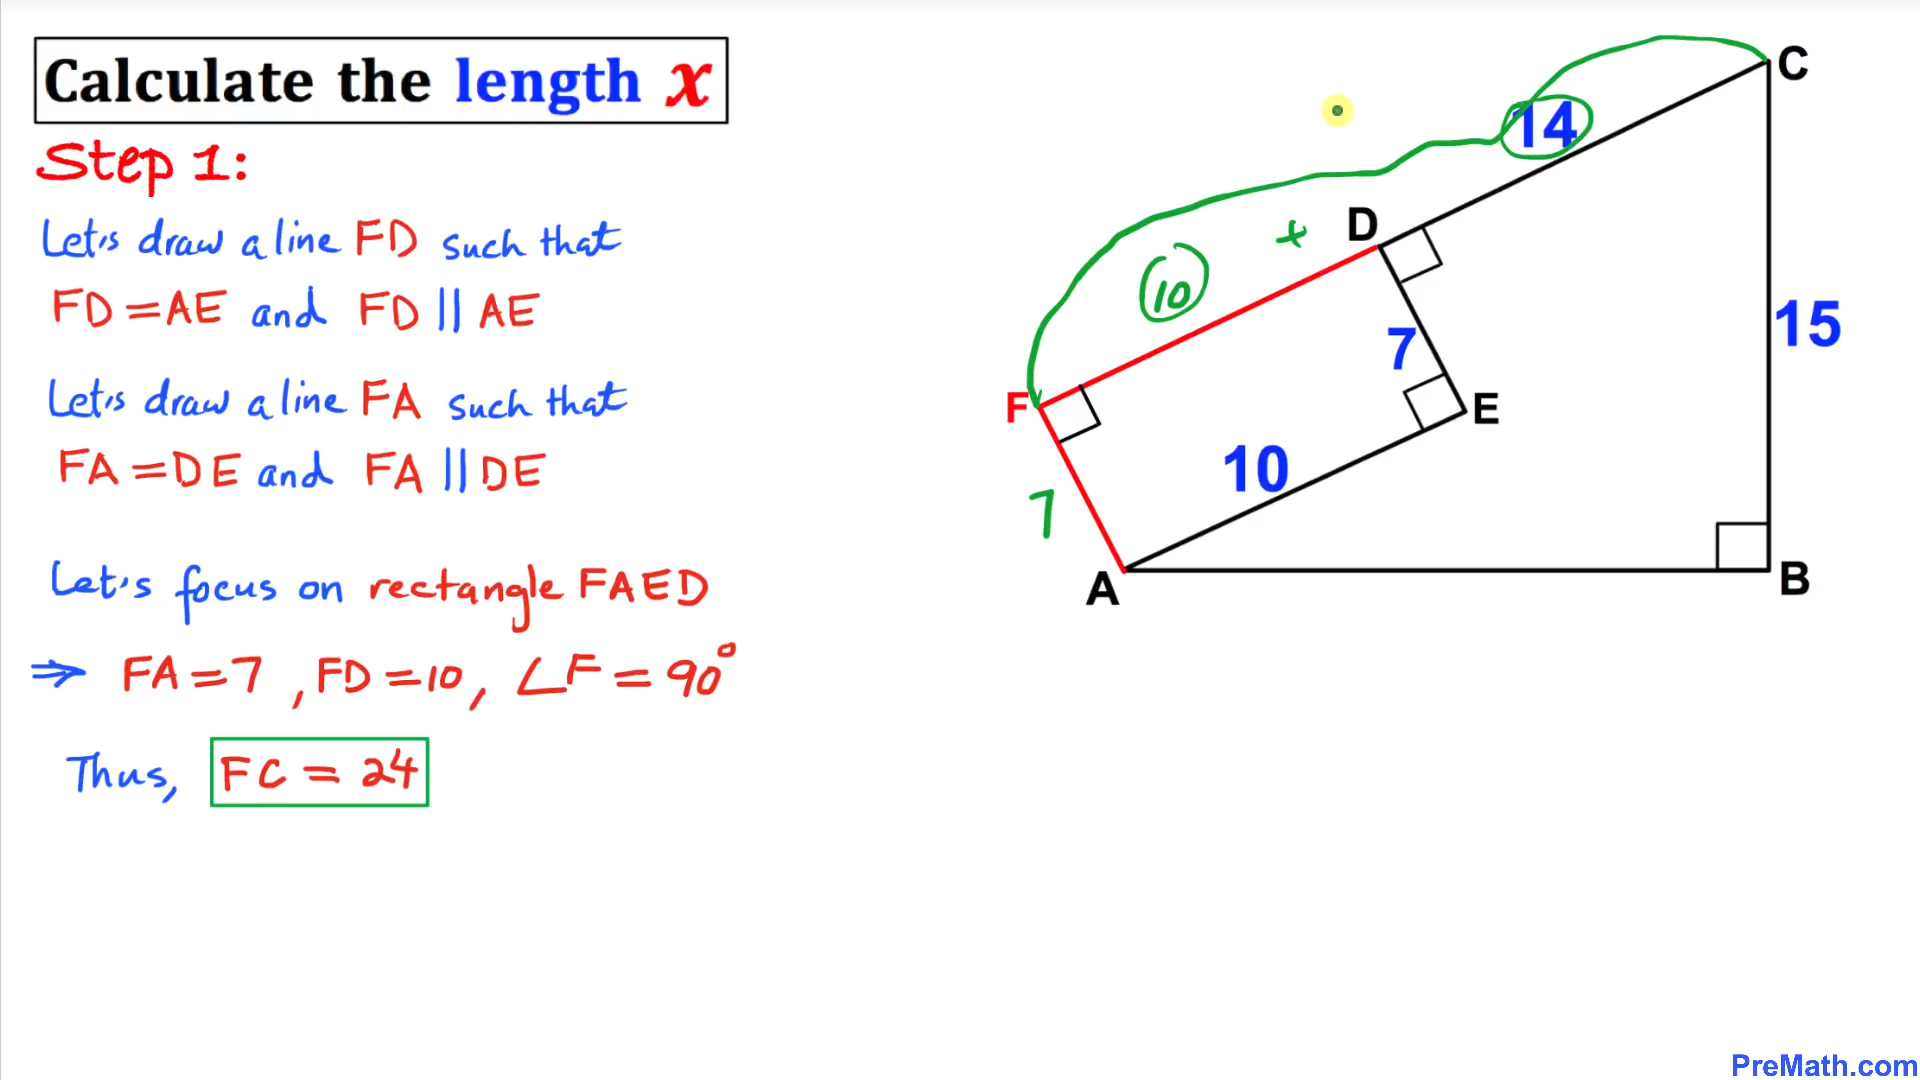 Calculate the length x
Step 1:
Let's draw a line FD such that
FD = AE and FD || AE
Let's draw a line FA such that
FA = DE and FA || DE
Let's focus on rectangle FAED
⇒ FA = 7 , FD = 10 , ∠F = 90°
Thus, FC = 24
C
14
+
D
10
15
7
F
E
10
7
A
B
PreMath.com